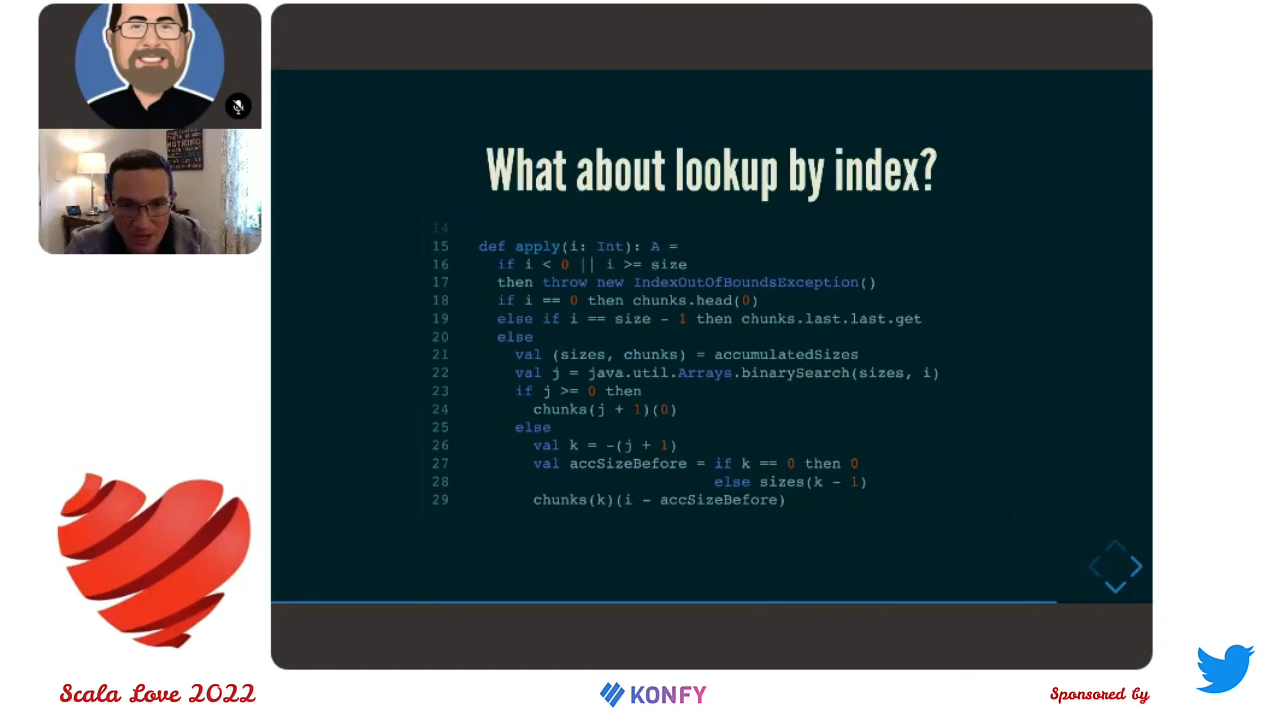 NOTHING
What about lookup by index?
14
15 def apply(i: Int): A =
16 if i < 0 || i >= size
17 then throw new IndexOutOfBoundsException()
18 if i == 0 then chunks.head(0)
19 else if i == size - 1 then chunks.last.last.get
20 else
21 val (sizes, chunks) = accumulatedSizes
22 val j = java.util.Arrays.binarySearch(sizes, i)
23 if j >= 0 then
24 chunks(j + 1)(0)
25 else
26 val k = -(j + 1)
27 val accSizeBefore = if k == 0 then 0
28 else sizes(k - 1)
29 chunks(k)(i - accSizeBefore)
Scala Love 2022
KONFY
Sponsored by